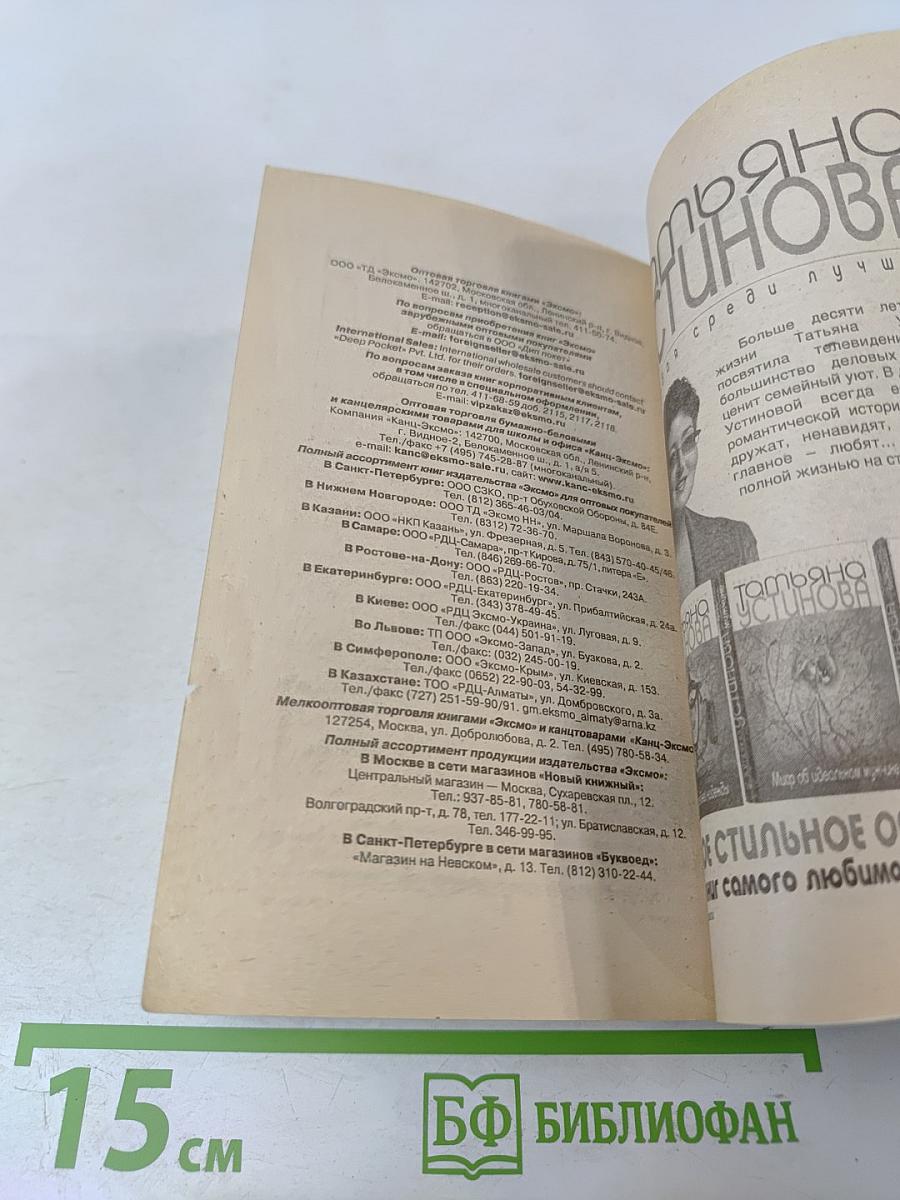 Оптовая торговля книгами «Эксмо»:
ООО «ТД «Эксмо». 142702, Московская обл., Ленинский р-н, г. Видное,
Белокаменное ш., д. 1, многоканальный тел. 411-50-74.
E-mail: reception@eksmo-sale.ru
По вопросам приобретения книг «Эксмо»
зарубежными оптовыми покупателями
обращаться в ООО «Дип покет»
E-mail: foreignseller@eksmo-sale.ru
International Sales: International wholesale customers should contact
«Deep Pocket» Pvt. Ltd. for their orders. foreignseller@eksmo-sale.ru
По вопросам заказа книг корпоративным клиентам,
в том числе в специальном оформлении,
обращаться по тел. 411-68-59 доб. 2115, 2117, 2118.
E-mail: vipzakaz@eksmo.ru
Оптовая торговля бумажно-беловыми
и канцелярскими товарами для школы и офиса «Канц-Эксмо»:
Компания «Канц-Эксмо»: 142700, Московская обл., Ленинский р-н,
г. Видное-2, Белокаменное ш., д. 1, а/я 5.
Тел./факс +7 (495) 745-28-87 (многоканальный).
e-mail: kanc@eksmo-sale.ru, сайт: www.kanc-eksmo.ru
Полный ассортимент книг издательства «Эксмо» для оптовых покупателей
В Санкт-Петербурге: ООО СЗКО, пр-т Обуховской Обороны, д. 84Е.
Тел. (812) 365-46-03/04.
В Нижнем Новгороде: ООО ТД «Эксмо НН», ул. Маршала Воронова, д. 3.
Тел. (8312) 72-36-70.
В Казани: ООО «НКП Казань», ул. Фрезерная, д. 5. Тел. (843) 570-40-45/46.
В Самаре: ООО «РДЦ-Самара», пр-т Кирова, д. 75/1, литера «Е».
Тел. (846) 269-66-70.
В Ростове-на-Дону: ООО «РДЦ-Ростов», пр. Стачки, 243А.
Тел. (863) 220-19-34.
В Екатеринбурге: ООО «РДЦ-Екатеринбург», ул. Прибалтийская, д. 24а.
Тел. (343) 378-49-45.
В Киеве: ООО «РДЦ Эксмо-Украина», ул. Луговая, д. 9.
Тел./факс (044) 501-91-19.
Во Львове: ТП ООО «Эксмо-Запад», ул. Бузкова, д. 2.
Тел./факс: (032) 245-00-19.
В Симферополе: ООО «Эксмо-Крым», ул. Киевская, д. 153.
Тел./факс (0652) 22-90-03, 54-32-99.
В Казахстане: ТОО «РДЦ-Алматы», ул. Домбровского, д. 3а.
Тел./факс (727) 251-59-90/91. gm.eksmo_almaty@arna.kz
Мелкооптовая торговля книгами «Эксмо» и канцтоварами «Канц-Эксмо
127254, Москва, ул. Добролюбова, д. 2. Тел. (495) 780-58-34.
Полный ассортимент продукции издательства «Эксмо»:
В Москве в сети магазинов «Новый книжный»:
Центральный магазин — Москва, Сухаревская пл., 12.
Тел.: 937-85-81, 780-58-81.
Волгоградский пр-т, д. 78, тел. 177-22-11; ул. Братиславская, д. 12.
Тел. 346-99-95.
В Санкт-Петербурге в сети магазинов «Буквоед»:
«Магазин на Невском», д. 13. Тел. (812) 310-22-44.
тьяна
стинова
среди лучш
Больше десяти лет
жизни Татьяна У
посвятила телевидени
большинство деловых
ценит семейный уют. В д
Устиновой всегда е
романтической истори
дружат, ненавидят,
главное – любят...
полной жизнью на ст
татьяна
УСТИНОВА
Миф об идеальном мужчине
ОЕ СТИЛЬНОЕ ОФ
ниг самого любимо
15 см
БФ БИБЛИОФАН